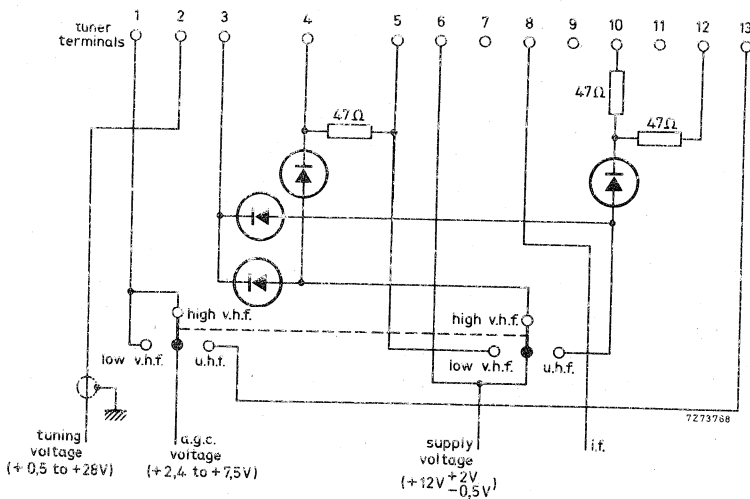 tuner
terminals
1 2 3 4 5 6 7 8 9 10 11 12 13
47Ω
47Ω
47Ω
high v.h.f.
high v.h.f.
low v.h.f.
u.h.f.
low v.h.f.
u.h.f.
7Z73768
tuning
voltage
(+0,5 to +28V)
a.g.c.
voltage
(+2,4 to +7,5V)
supply
voltage
(+12V +2V
−0,5V)
i.f.